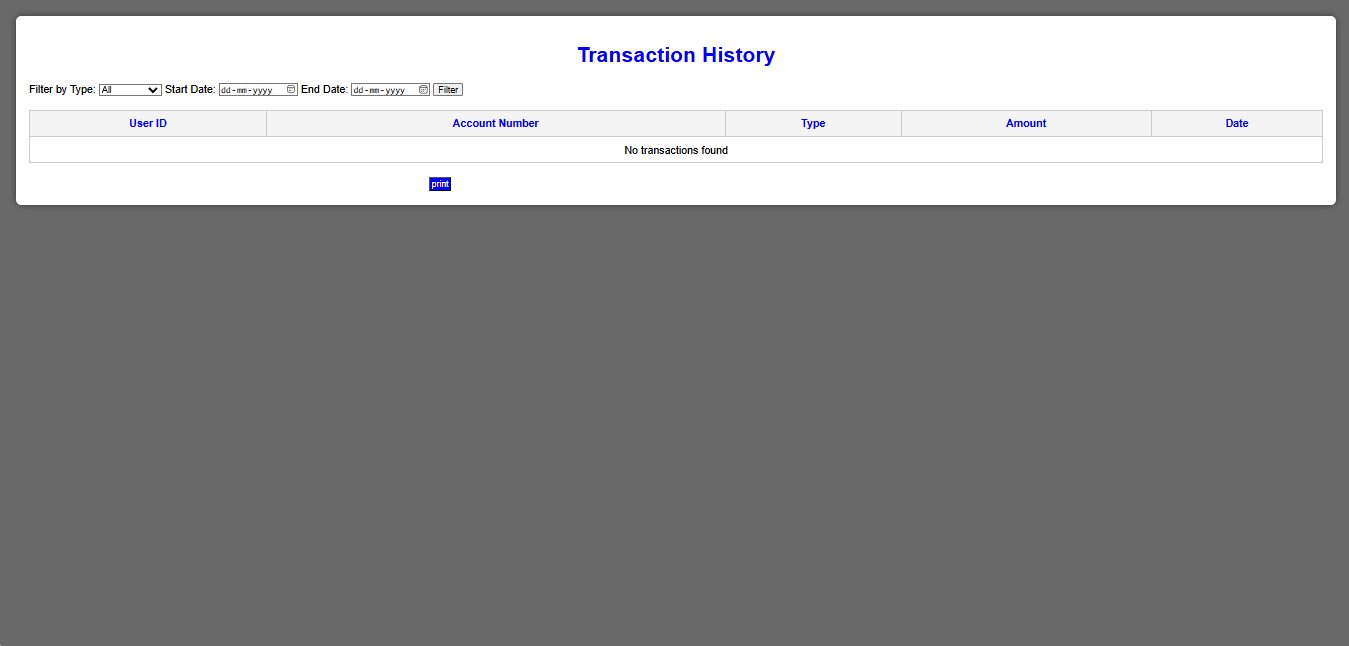 Transaction History
Filter by Type: All Start Date: dd-mm-yyyy End Date: dd-mm-yyyy Filter
User ID Account Number Type Amount Date
No transactions found
print